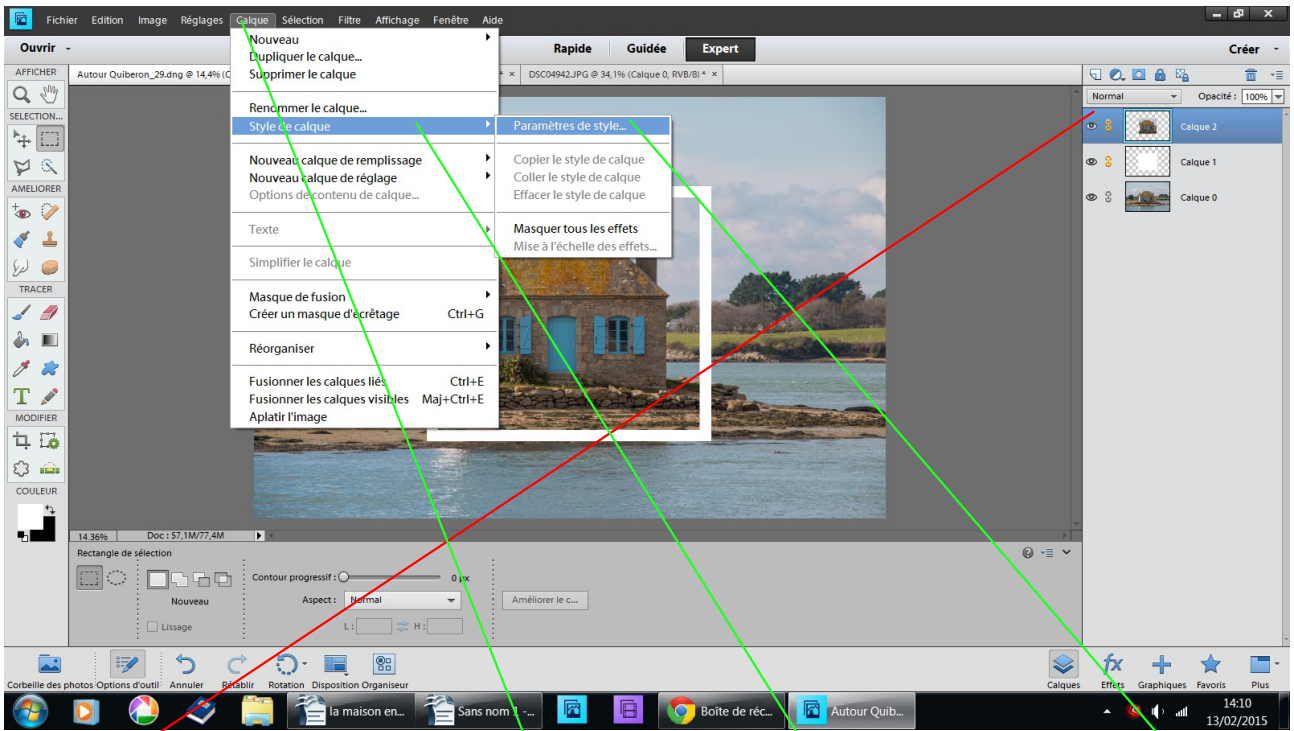 Fichier Edition Image Réglages Calque Sélection Filtre Affichage Fenêtre Aide
Ouvrir
Rapide Guidée Expert
Créer
AFFICHER
Autour Quiberon_29.dng @ 14,4% (C
* × DSC04942.JPG @ 34,1% (Calque 0, RVB/8) * ×
Nouveau
Dupliquer le calque...
Supprimer le calque
Renommer le calque...
Style de calque
Nouveau calque de remplissage
Nouveau calque de réglage
Options de contenu de calque...
Texte
Simplifier le calque
Masque de fusion
Créer un masque d'écrêtage Ctrl+G
Réorganiser
Fusionner les calques liés Ctrl+E
Fusionner les calques visibles Maj+Ctrl+E
Aplatir l'image
Paramètres de style...
Copier le style de calque
Coller le style de calque
Effacer le style de calque
Masquer tous les effets
Mise à l'échelle des effets...
Normal Opacité : 100%
Calque 2
Calque 1
Calque 0
SELECTION...
AMELIORER
TRACER
T
MODIFIER
COULEUR
14.36% Doc : 57,1M/77,4M
Rectangle de sélection
Nouveau
Lissage
Contour progressif : 0 px
Aspect : Normal
L : H :
Améliorer le c...
Corbeille des photos Options d'outil Annuler Rétablir Rotation Disposition Organiseur
Calques Effets Graphiques Favoris Plus
la maison en...
Sans nom 1 -...
Boîte de réc...
Autour Quib...
14:10
13/02/2015